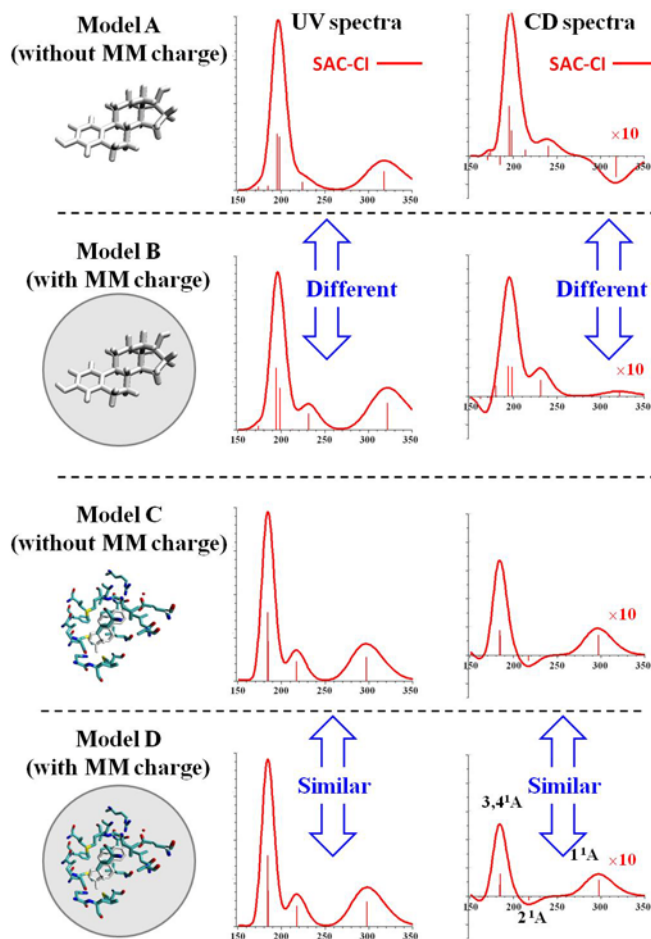 Model A
(without MM charge)
UV spectra
CD spectra
SAC-CI
SAC-CI
×10
150 200 250 300 350
150 200 250 300 350
Model B
(with MM charge)
Different
Different
×10
150 200 250 300 350
150 200 250 300 350
Model C
(without MM charge)
×10
150 200 250 300 350
150 200 250 300 350
Model D
(with MM charge)
Similar
Similar
3,4¹A
1¹A
×10
2¹A
150 200 250 300 350
150 200 250 300 350